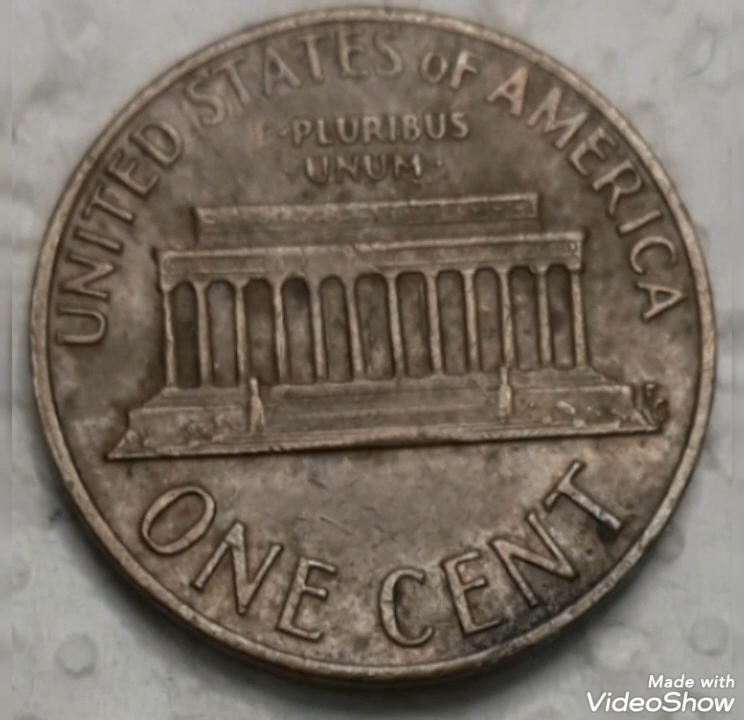 UNITED STATES OF AMERICA
E·PLURIBUS
·UNUM·
ONE CENT
Made with
VideoShow